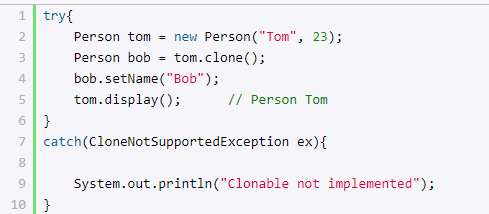 1 try{
2     Person tom = new Person("Tom", 23);
3     Person bob = tom.clone();
4     bob.setName("Bob");
5     tom.display();      // Person Tom
6 }
7 catch(CloneNotSupportedException ex){
8
9     System.out.println("Clonable not implemented");
10 }